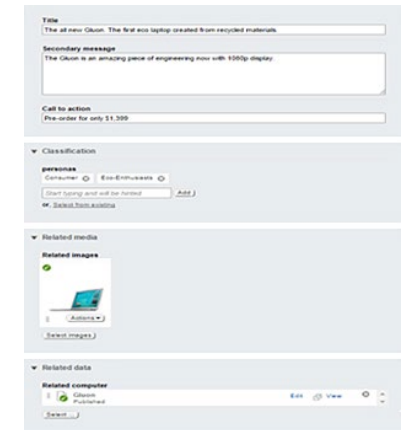 Title
The all new Gluon. The first eco laptop created from recycled materials.
Secondary message
The Gluon is an amazing piece of engineering now with 1080p display.
Call to action
Pre-order for only $1,399
Classification
personas
Consumer Eco-Enthusiasts
Start typing and will be hinted Add
or, Select from existing
Related media
Related images
Actions
Select images
Related data
Related computer
Gluon Edit View
Published
Select ...